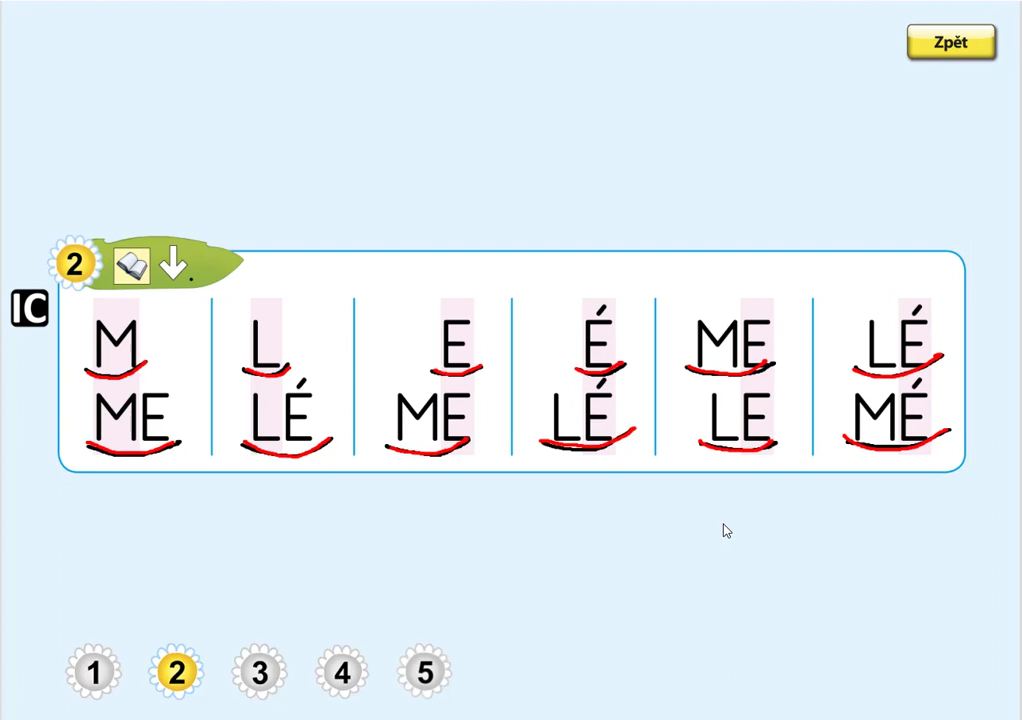 Zpět
2
IC
M L E É ME LÉ
ME LÉ ME LÉ LE MÉ
1 2 3 4 5